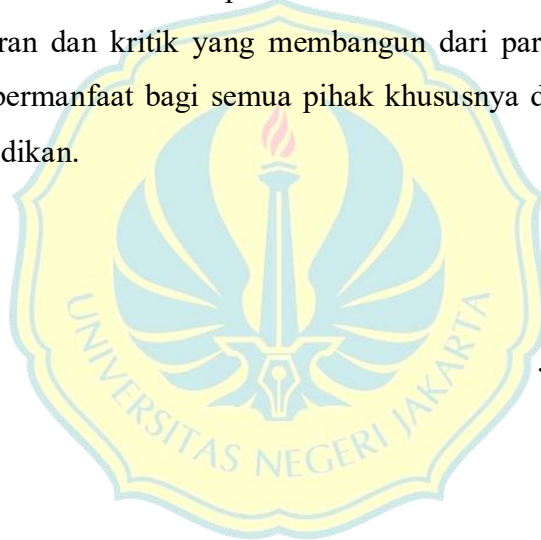 ran dan kritik yang membangun dari par
bermanfaat bagi semua pihak khususnya d
dikan.
UNIVERSITAS NEGERI JAKARTA